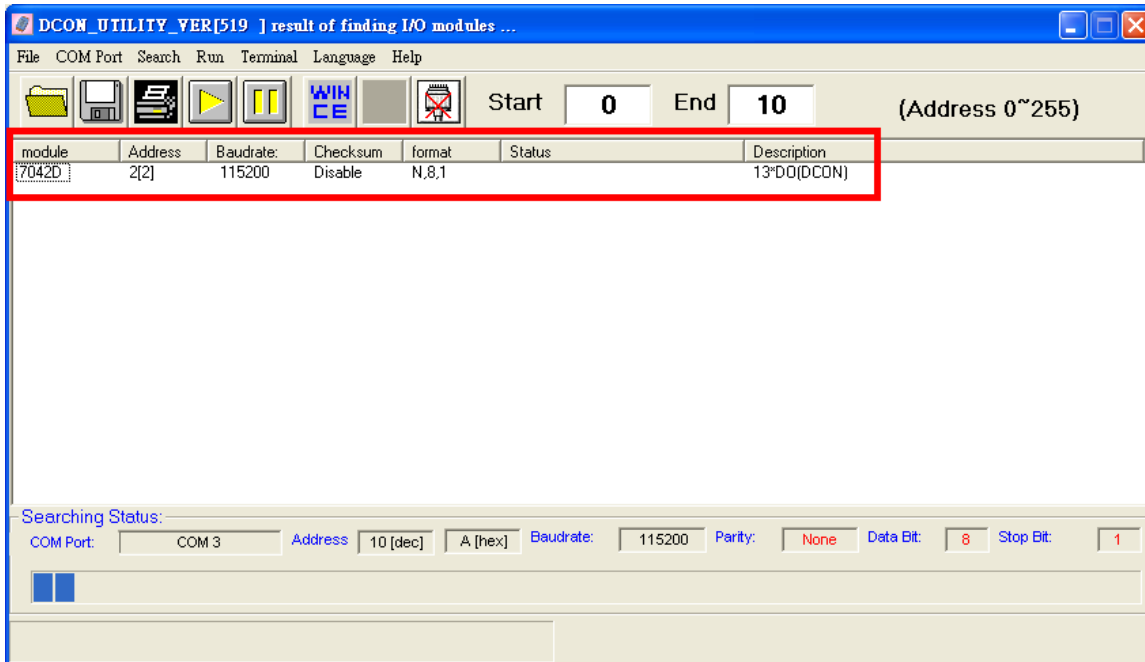 DCON_UTILITY_VER[519 ] result of finding I/O modules ...
File COM Port Search Run Terminal Language Help
WIN CE Start 0 End 10 (Address 0~255)
module Address Baudrate: Checksum format Status Description
7042D 2[2] 115200 Disable N,8,1 13*DO(DCON)
Searching Status:
COM Port: COM 3 Address 10 [dec] A [hex] Baudrate: 115200 Parity: None Data Bit: 8 Stop Bit: 1